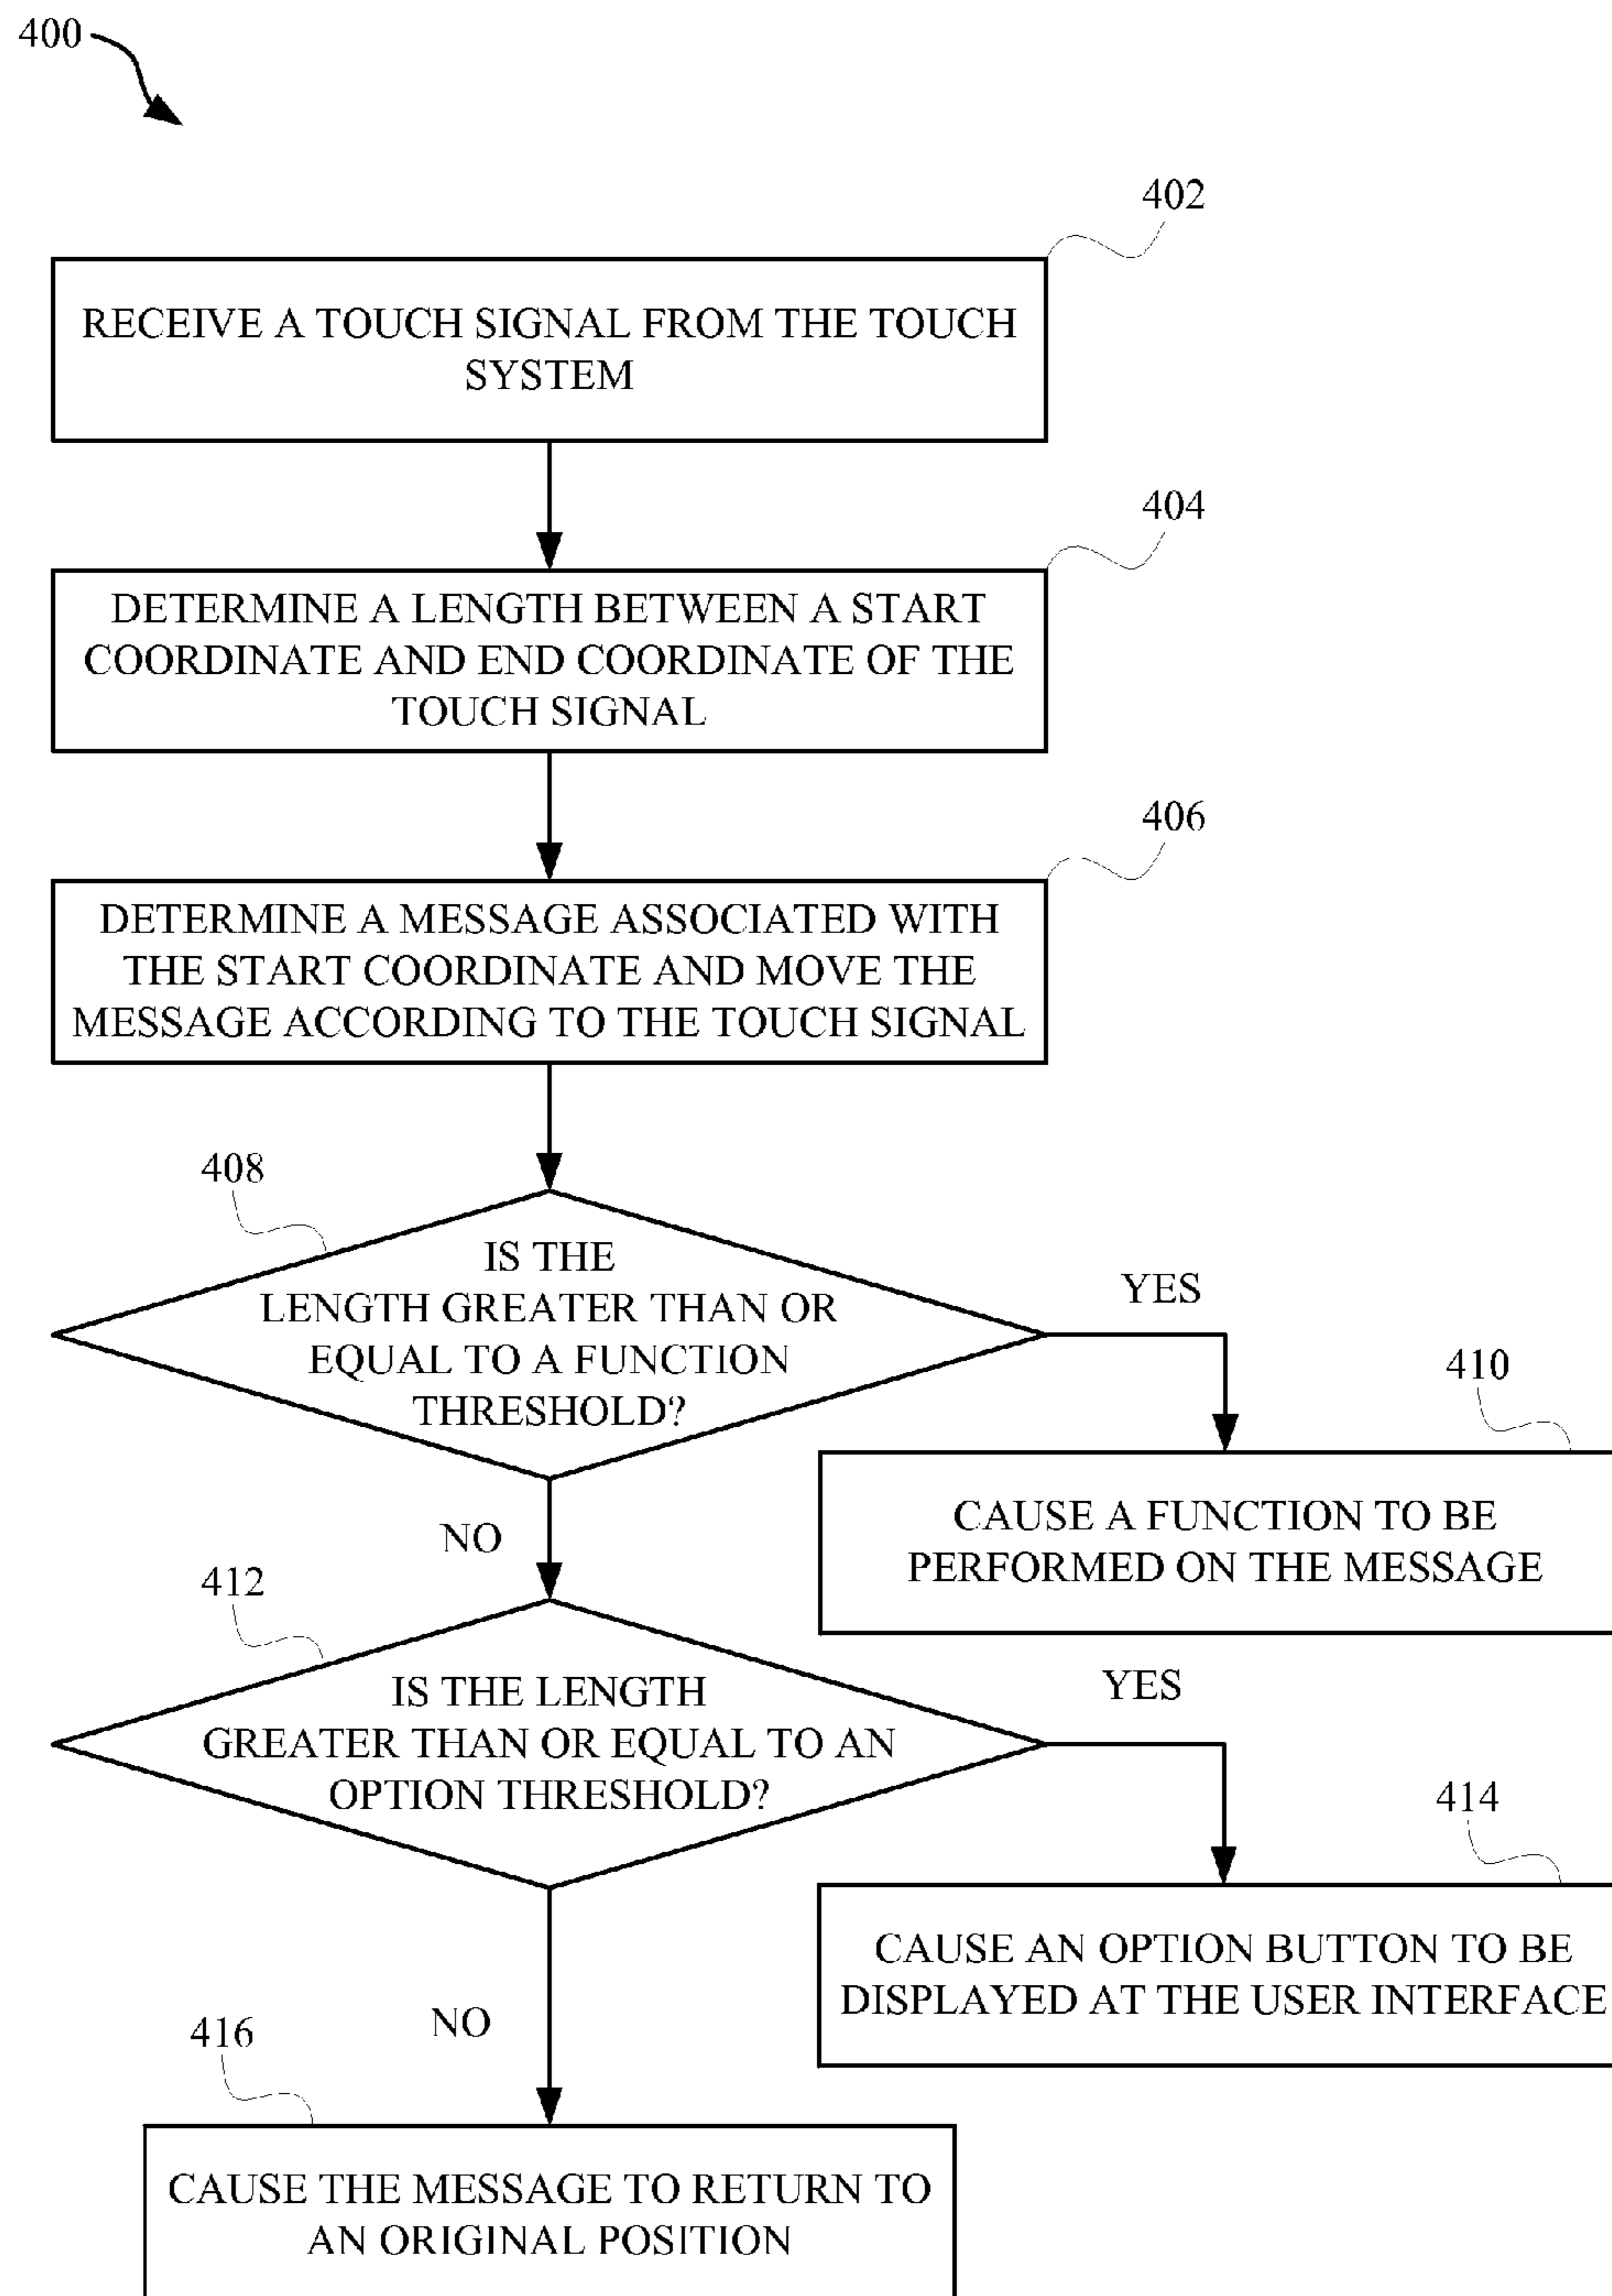 400
402
RECEIVE A TOUCH SIGNAL FROM THE TOUCH
SYSTEM
404
DETERMINE A LENGTH BETWEEN A START
COORDINATE AND END COORDINATE OF THE
TOUCH SIGNAL
406
DETERMINE A MESSAGE ASSOCIATED WITH
THE START COORDINATE AND MOVE THE
MESSAGE ACCORDING TO THE TOUCH SIGNAL
408
IS THE
LENGTH GREATER THAN OR
EQUAL TO A FUNCTION
THRESHOLD?
YES
410
CAUSE A FUNCTION TO BE
PERFORMED ON THE MESSAGE
NO
412
IS THE LENGTH
GREATER THAN OR EQUAL TO AN
OPTION THRESHOLD?
YES
414
CAUSE AN OPTION BUTTON TO BE
DISPLAYED AT THE USER INTERFACE
NO
416
CAUSE THE MESSAGE TO RETURN TO
AN ORIGINAL POSITION